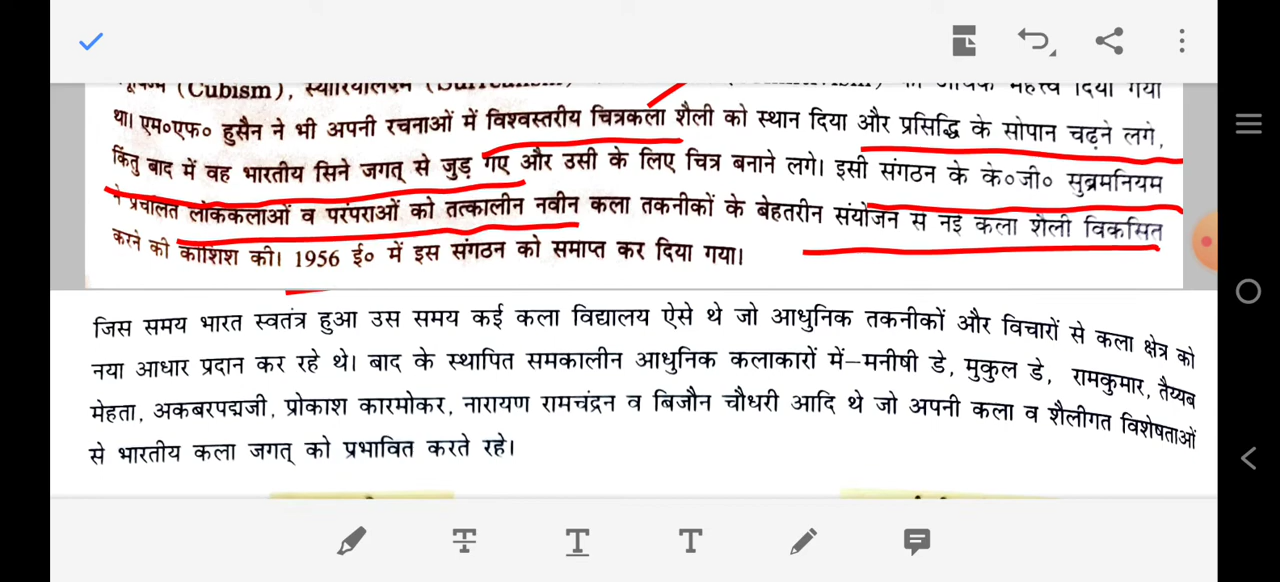 (Cubism),
महत्त्व दिया गया
था। एम०एफ० हुसैन ने भी अपनी रचनाओं में विश्वस्तरीय चित्रकला शैली को स्थान दिया और प्रसिद्धि के सोपान चढ़ने लगे,
किंतु बाद में वह भारतीय सिने जगत् से जुड़ गए और उसी के लिए चित्र बनाने लगे। इसी संगठन के के०जी० सुब्रमनियम
ने प्रचलित लोककलाओं व परंपराओं को तत्कालीन नवीन कला तकनीकों के बेहतरीन संयोजन से नई कला शैली विकसित
करने की कोशिश की। 1956 ई० में इस संगठन को समाप्त कर दिया गया।
जिस समय भारत स्वतंत्र हुआ उस समय कई कला विद्यालय ऐसे थे जो आधुनिक तकनीकों और विचारों से कला क्षेत्र को
नया आधार प्रदान कर रहे थे। बाद के स्थापित समकालीन आधुनिक कलाकारों में–मनीषी डे, मुकुल डे, रामकुमार, तैय्यब
मेहता, अकबरपद्मजी, प्रोकाश कारमोकर, नारायण रामचंद्रन व बिजौन चौधरी आदि थे जो अपनी कला व शैलीगत विशेषताओं
से भारतीय कला जगत् को प्रभावित करते रहे।
T T T